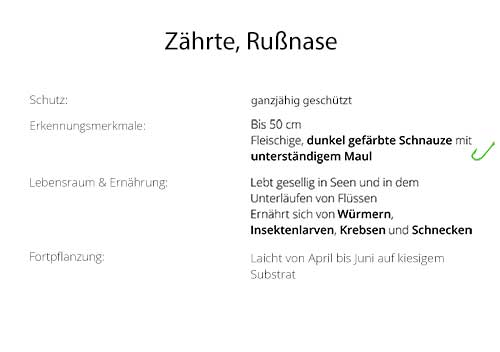 Zährte, Rußnase
Schutz: ganzjähig geschützt
Erkennungsmerkmale: Bis 50 cm
Fleischige, dunkel gefärbte Schnauze mit
unterständigem Maul
Lebensraum & Ernährung: Lebt gesellig in Seen und in dem
Unterläufen von Flüssen
Ernährt sich von Würmern,
Insektenlarven, Krebsen und Schnecken
Fortpflanzung: Laicht von April bis Juni auf kiesigem
Substrat